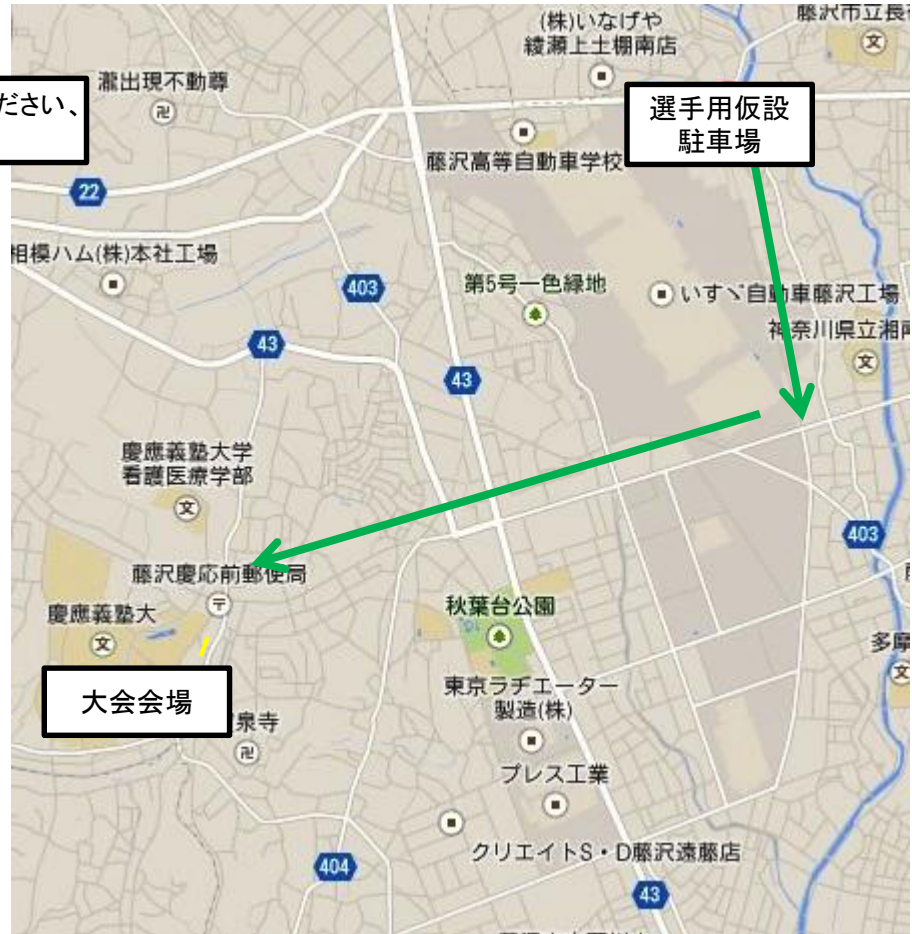 (株)いなげや
綾瀬上土棚南店
藤沢市立長
瀧出現不動尊
ださい、
選手用仮設
駐車場
藤沢高等自動車学校
22
相模ハム(株)本社工場
403
第5号一色緑地
いすゞ自動車藤沢工場
神奈川県立湘南
43
43
慶應義塾大学
看護医療学部
403
藤沢慶応前郵便局
慶應義塾大
秋葉台公園
多摩
大会会場
泉寺
東京ラヂエーター
製造(株)
プレス工業
クリエイトS・D藤沢遠藤店
404
43